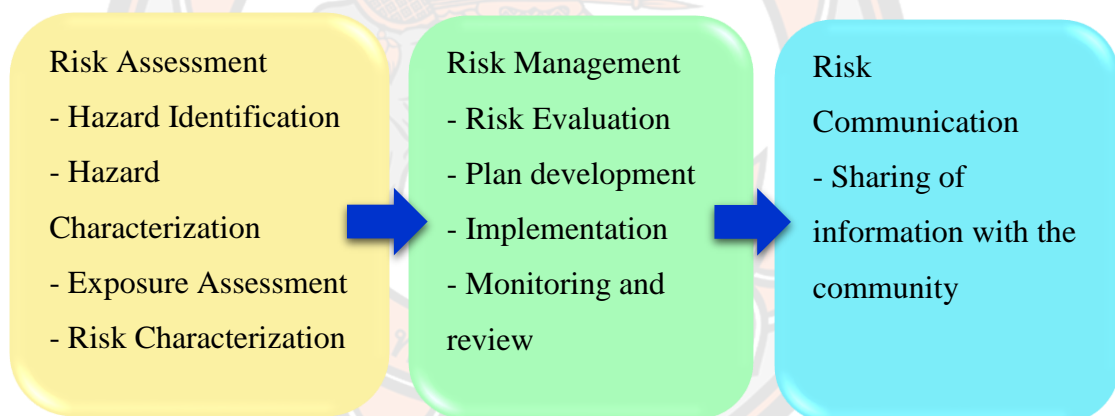 Risk Assessment
- Hazard Identification
- Hazard
Characterization
- Exposure Assessment
- Risk Characterization
Risk Management
- Risk Evaluation
- Plan development
- Implementation
- Monitoring and
review
Risk
Communication
- Sharing of
information with the
community